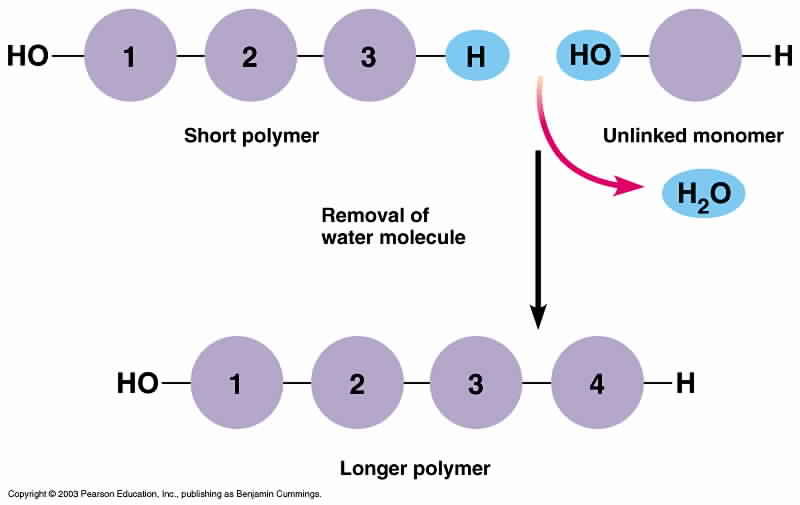 HO 1 2 3 H HO H
Short polymer Unlinked monomer
H₂O
Removal of
water molecule
HO 1 2 3 4 H
Longer polymer
Copyright © 2003 Pearson Education, Inc., publishing as Benjamin Cummings.